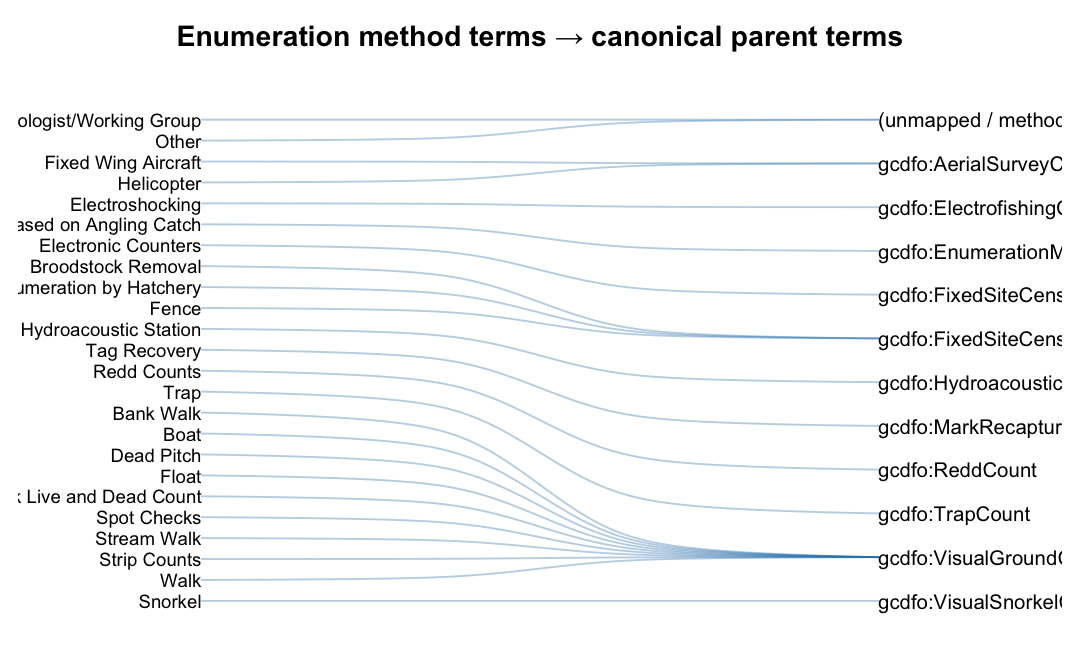 Enumeration method terms → canonical parent terms
ologist/Working Group
Other
Fixed Wing Aircraft
Helicopter
Electroshocking
ased on Angling Catch
Electronic Counters
Broodstock Removal
umeration by Hatchery
Fence
Hydroacoustic Station
Tag Recovery
Redd Counts
Trap
Bank Walk
Boat
Dead Pitch
Float
k Live and Dead Count
Spot Checks
Stream Walk
Strip Counts
Walk
Snorkel
(unmapped / method
gcdfo:AerialSurveyC
gcdfo:Electrofishing
gcdfo:EnumerationM
gcdfo:FixedSiteCens
gcdfo:FixedSiteCens
gcdfo:Hydroacoustic
gcdfo:MarkRecaptur
gcdfo:ReddCount
gcdfo:TrapCount
gcdfo:VisualGround
gcdfo:VisualSnorkel